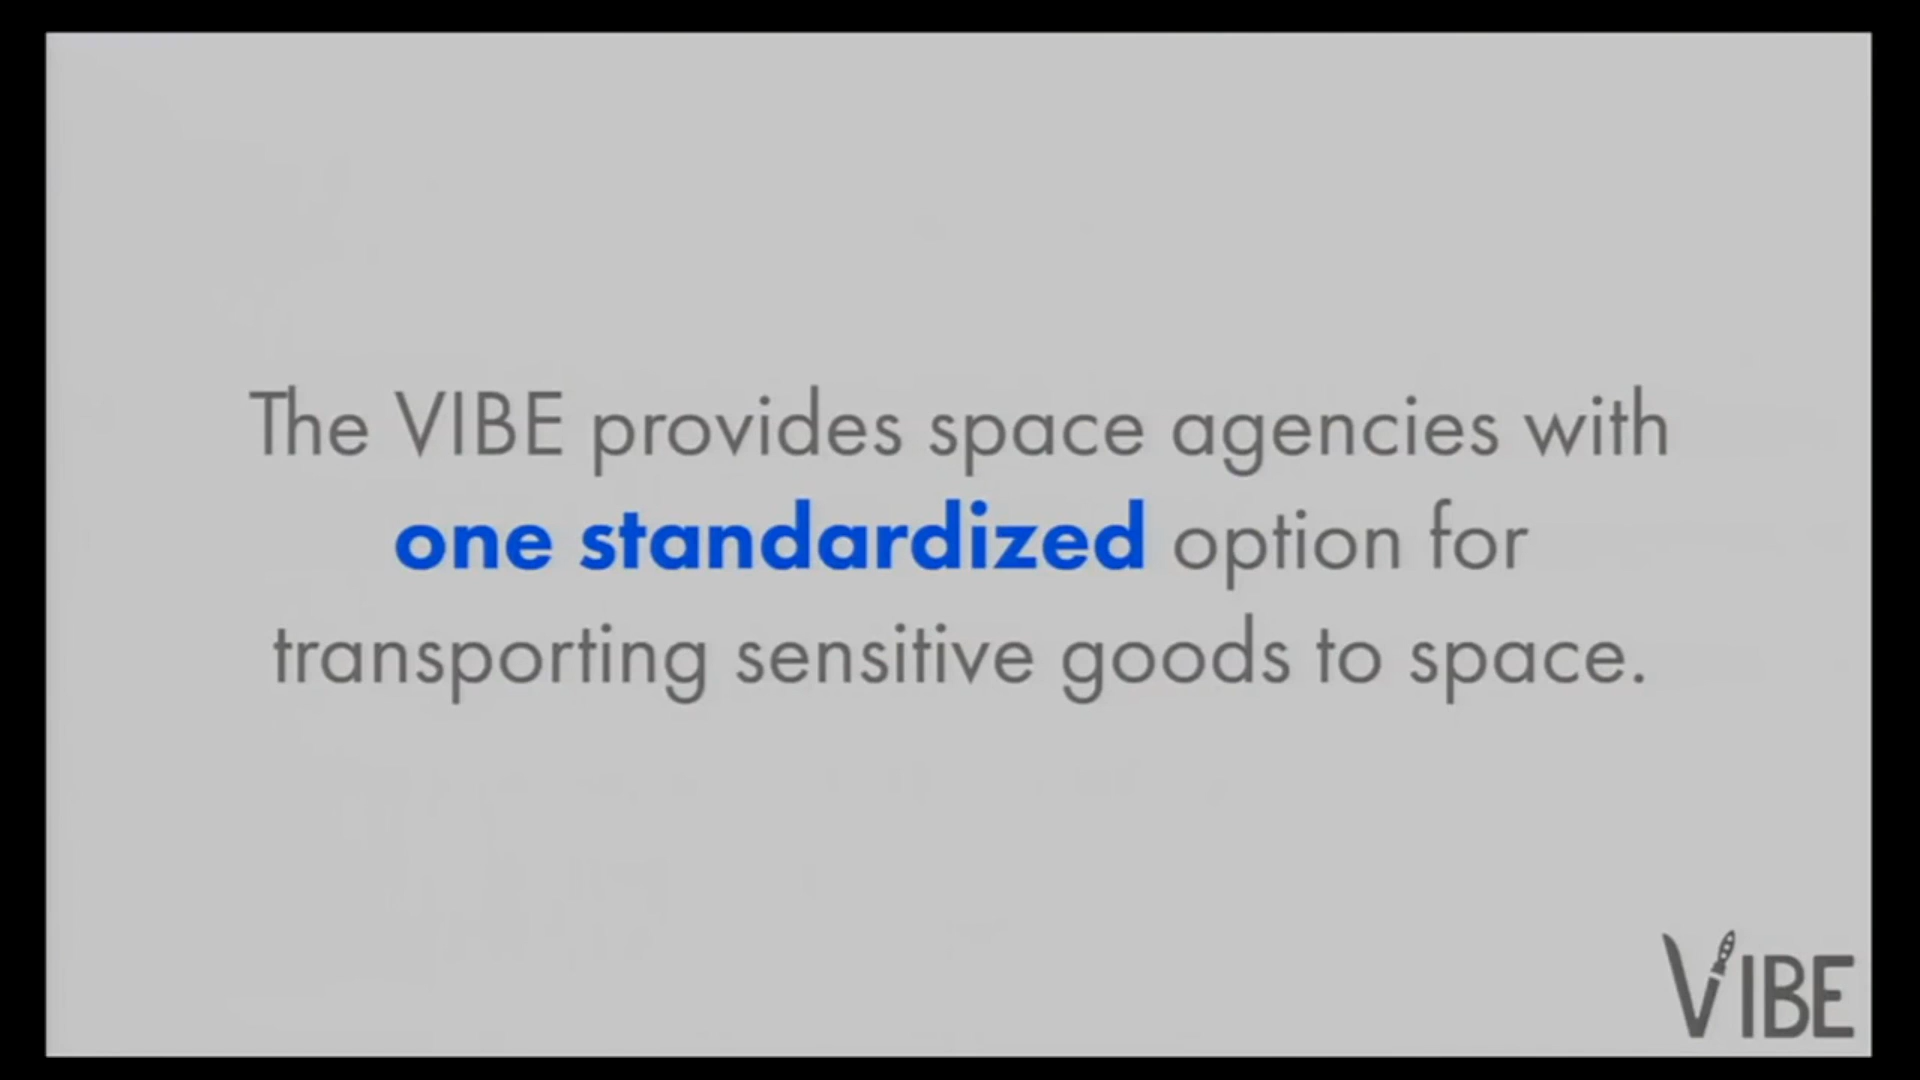 The VIBE provides space agencies with
one standardized option for
transporting sensitive goods to space.
VIBE